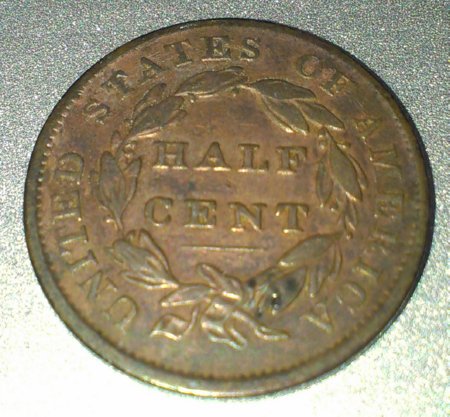 UNITED STATES OF AMERICA
HALF
CENT